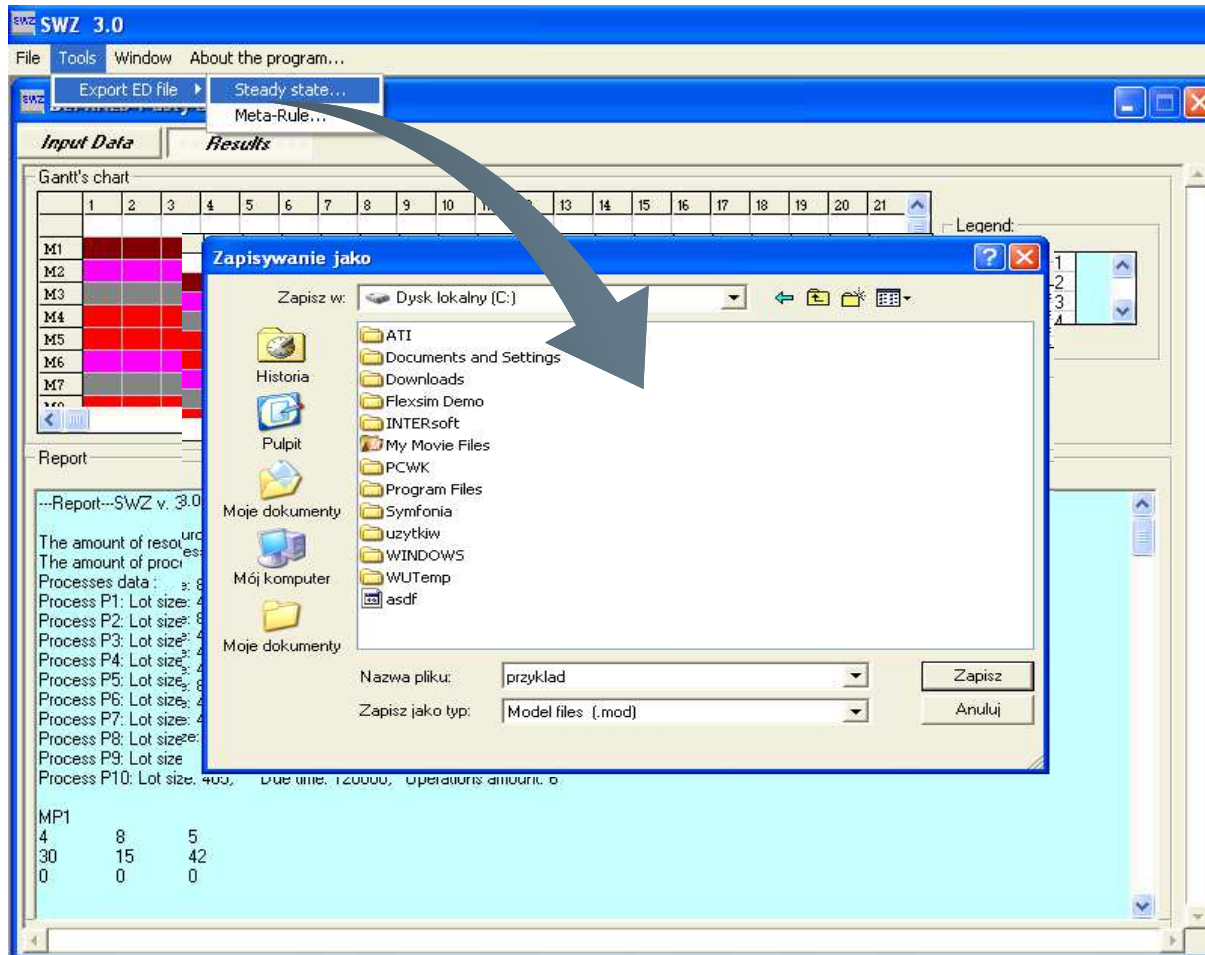 SWZ SWZ 3.0
File Tools Window About the program...
Export ED file Steady state...
Meta-Rule...
SWZ
Input Data Results
Gantt's chart
1 2 3 4 5 6 7 8 9 10 13 14 15 16 17 18 19 20 21
Legend:
M1
M2
M3
M4
M5
M6
M7
1
2
3
4
Zapisywanie jako
Zapisz w: Dysk lokalny (C:)
Historia
Pulpit
Moje dokumenty
Mój komputer
Moje dokumenty
ATI
Documents and Settings
Downloads
Flexsim Demo
INTERsoft
My Movie Files
PCWK
Program Files
Symfonia
uzytkiw
WINDOWS
WUTemp
asdf
Nazwa pliku: przyklad Zapisz
Zapisz jako typ: Model files (.mod) Anuluj
Report
---Report---SWZ v. 3.0
The amount of
The amount of
Processes data :
Process P1: Lot size
Process P2: Lot size
Process P3: Lot size
Process P4: Lot size
Process P5: Lot size
Process P6: Lot size
Process P7: Lot size
Process P8: Lot size
Process P9: Lot size
Process P10: Lot size: 405, Due time: 120000, Operations amount: 6
MP1
4 8 5
30 15 42
0 0 0